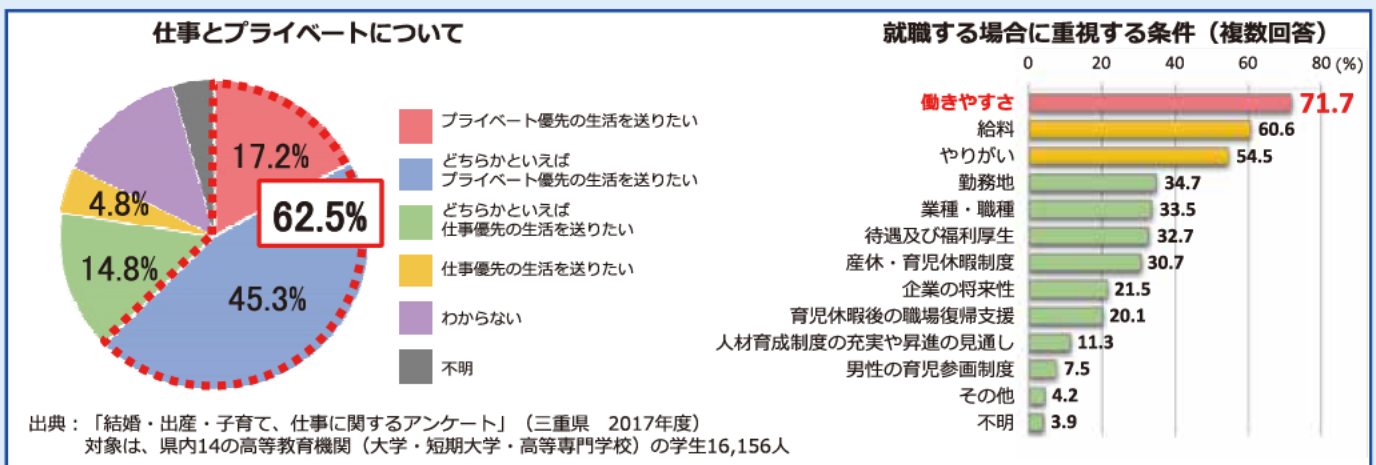 仕事とプライベートについて
17.2%
62.5%
4.8%
14.8%
45.3%
プライベート優先の生活を送りたい
どちらかといえば
プライベート優先の生活を送りたい
どちらかといえば
仕事優先の生活を送りたい
仕事優先の生活を送りたい
わからない
不明
就職する場合に重視する条件（複数回答）
0 20 40 60 80 (%)
働きやすさ 71.7
給料 60.6
やりがい 54.5
勤務地 34.7
業種・職種 33.5
待遇及び福利厚生 32.7
産休・育児休暇制度 30.7
企業の将来性 21.5
育児休暇後の職場復帰支援 20.1
人材育成制度の充実や昇進の見通し 11.3
男性の育児参画制度 7.5
その他 4.2
不明 3.9
出典：「結婚・出産・子育て、仕事に関するアンケート」（三重県　2017年度）
対象は、県内14の高等教育機関（大学・短期大学・高等専門学校）の学生16,156人